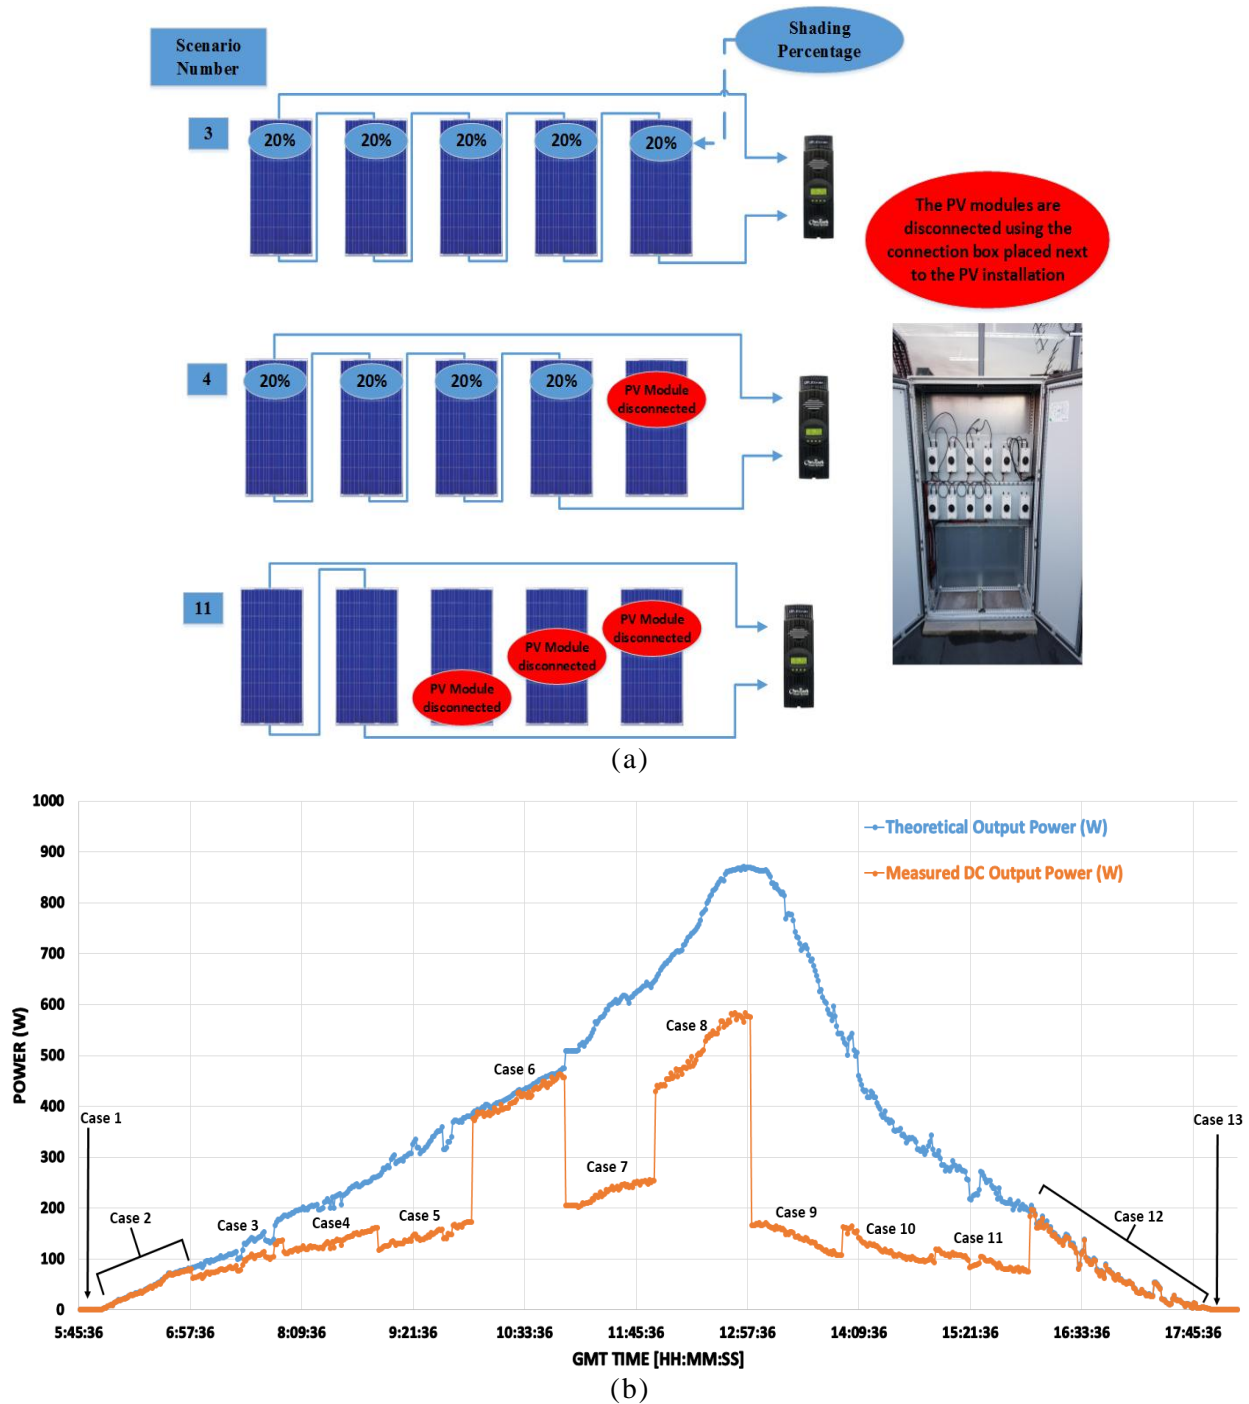 Scenario
Number
Shading
Percentage
3
20%
20%
20%
20%
20%
The PV modules are
disconnected using the
connection box placed next
to the PV installation
4
20%
20%
20%
20%
PV Module
disconnected
11
PV Module
disconnected
PV Module
disconnected
PV Module
disconnected
(a)
1000
900
800
700
600
500
400
300
200
100
0
POWER (W)
Theoretical Output Power (W)
Measured DC Output Power (W)
Case 1
Case 2
Case 3
Case4
Case 5
Case 6
Case 7
Case 8
Case 9
Case 10
Case 11
Case 12
Case 13
5:45:36 6:57:36 8:09:36 9:21:36 10:33:36 11:45:36 12:57:36 14:09:36 15:21:36 16:33:36 17:45:36
GMT TIME [HH:MM:SS]
(b)